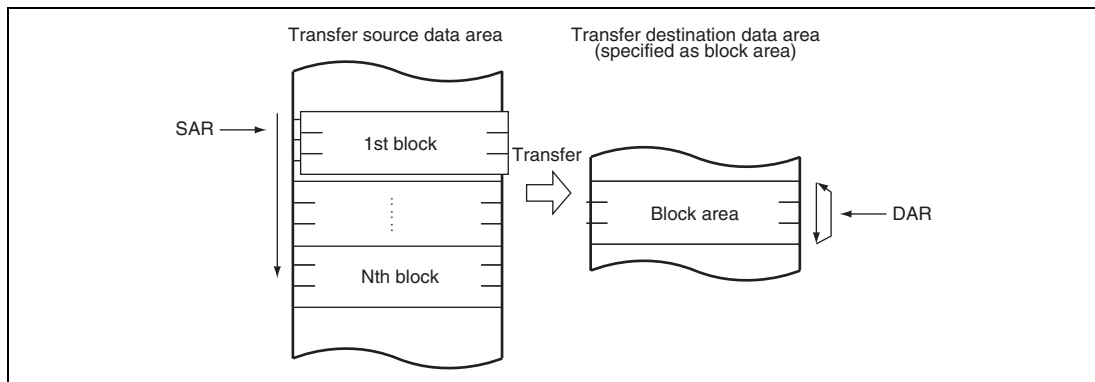 Transfer source data area
Transfer destination data area
(specified as block area)
SAR
1st block
Transfer
Block area
DAR
Nth block